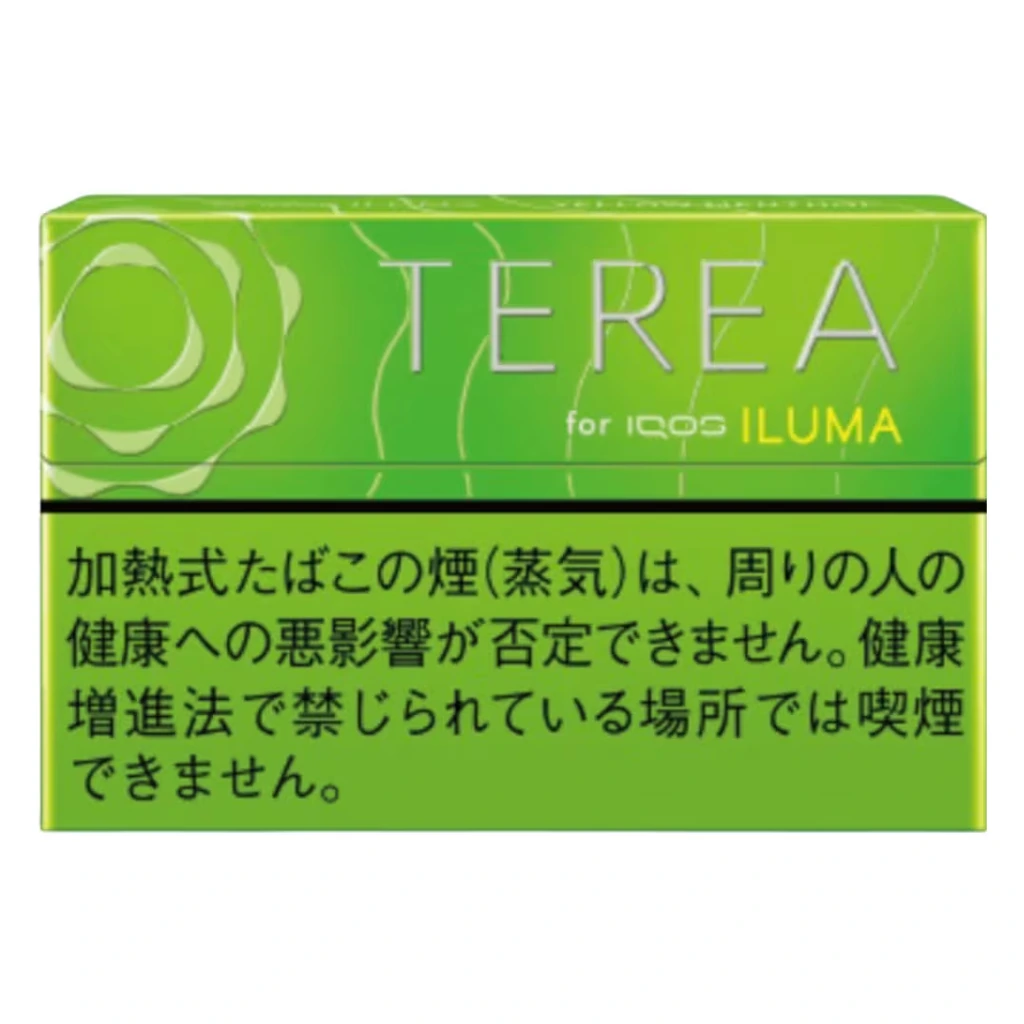 TEREA
for IQOS ILUMA
加熱式たばこの煙(蒸気)は、周りの人の
健康への悪影響が否定できません。健康
増進法で禁じられている場所では喫煙
できません。